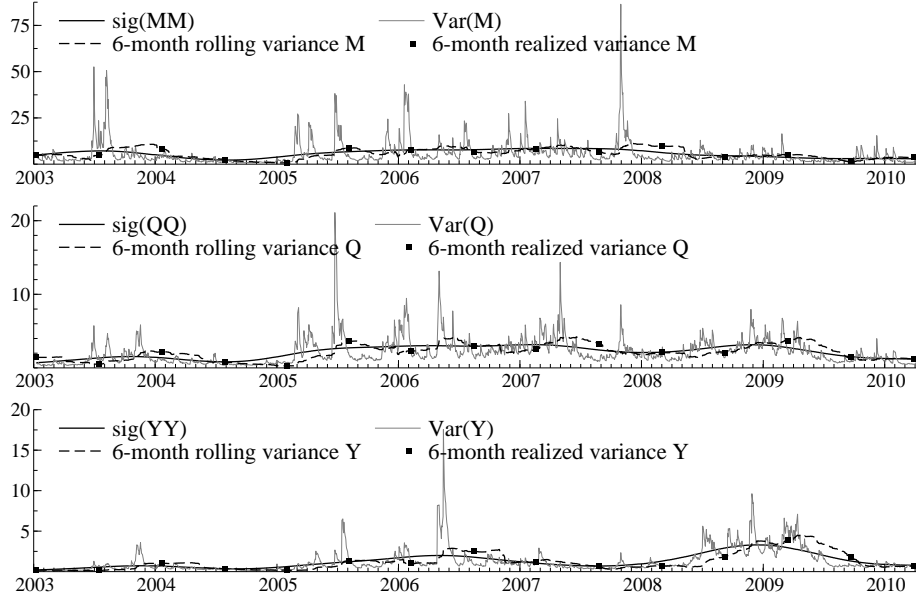 75
50
25
sig(MM) Var(M)
6-month rolling variance M 6-month realized variance M
2003 2004 2005 2006 2007 2008 2009 2010
20
10
sig(QQ) Var(Q)
6-month rolling variance Q 6-month realized variance Q
2003 2004 2005 2006 2007 2008 2009 2010
20
15
10
5
sig(YY) Var(Y)
6-month rolling variance Y 6-month realized variance Y
2003 2004 2005 2006 2007 2008 2009 2010